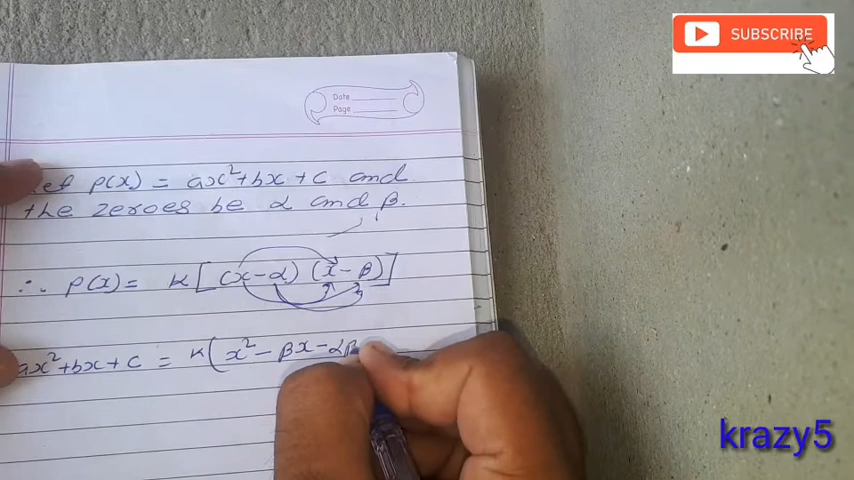 SUBSCRIBE
Date
Page
Let p(x) = ax²+bx+c and
the zeroes be α and β.
∴ p(x)= K[(x-α)(x-β)]
ax²+bx+c = K(x²-βx-αβ
krazy5